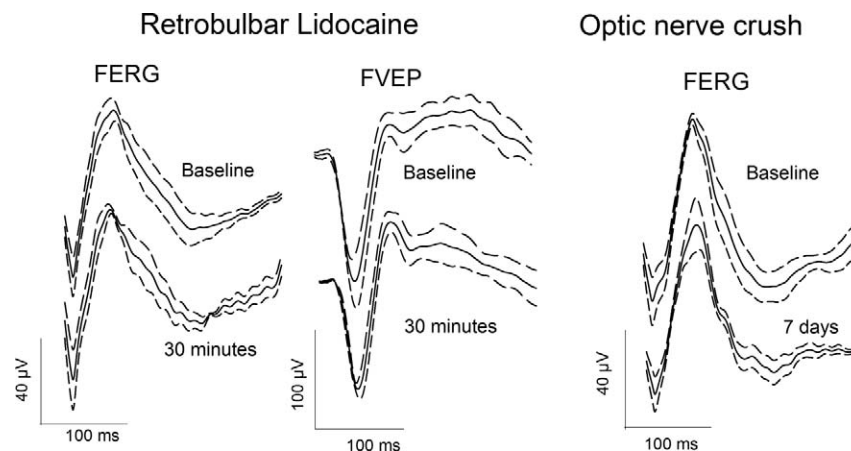 Retrobulbar Lidocaine
Optic nerve crush
FERG
FVEP
FERG
Baseline
Baseline
Baseline
30 minutes
30 minutes
7 days
40 µV
100 ms
100 µV
100 ms
40 µV
100 ms